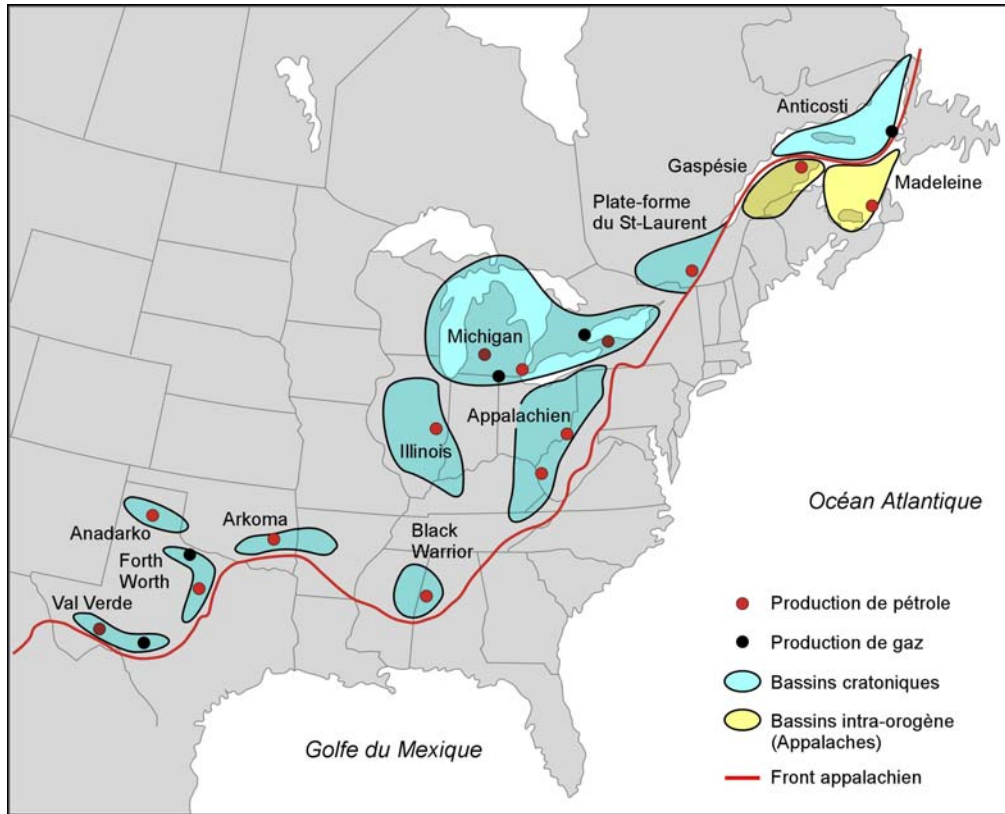 Anticosti
Gaspésie
Madeleine
Plate-forme
du St-Laurent
Michigan
Appalachien
Illinois
Océan Atlantique
Anadarko
Arkoma
Black
Warrior
Forth
Worth
Val Verde
Golfe du Mexique
Production de pétrole
Production de gaz
Bassins cratoniques
Bassins intra-orogène
(Appalaches)
Front appalachien